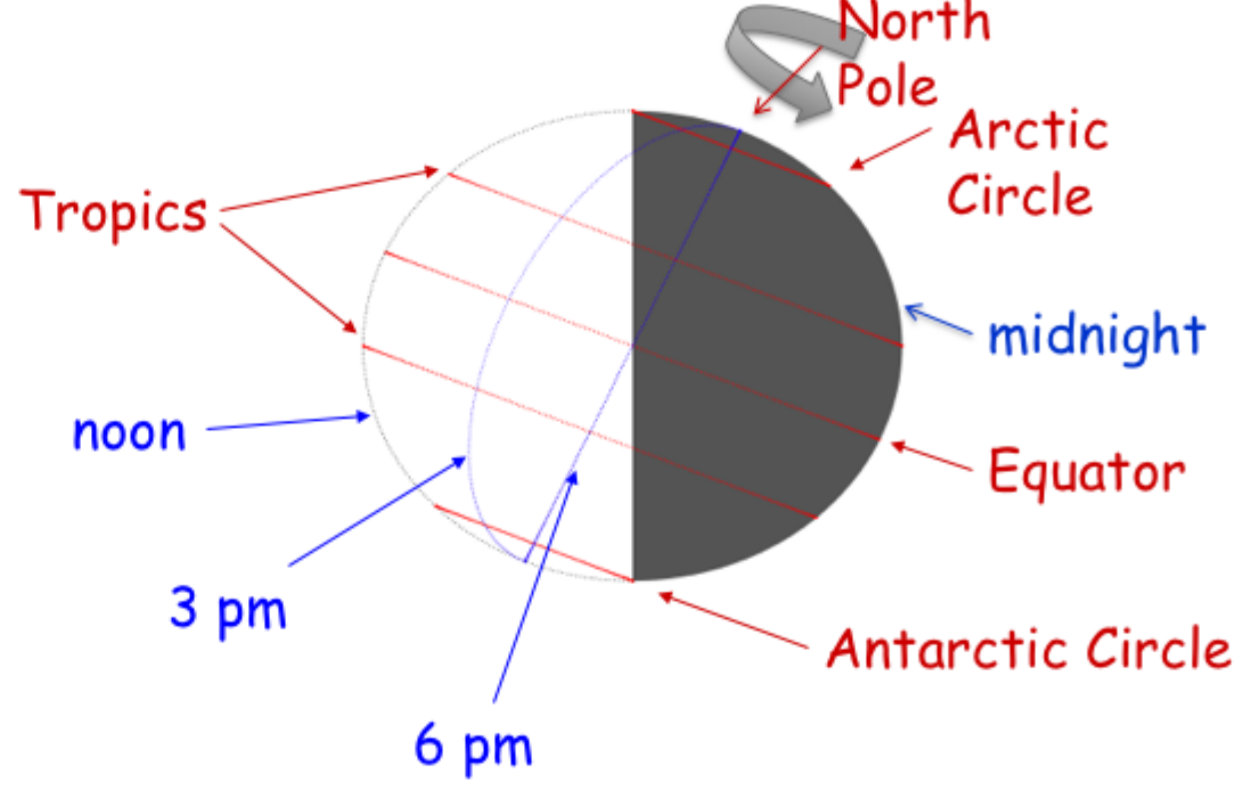 North
Pole
Arctic
Circle
Tropics
midnight
noon
Equator
3 pm
Antarctic Circle
6 pm